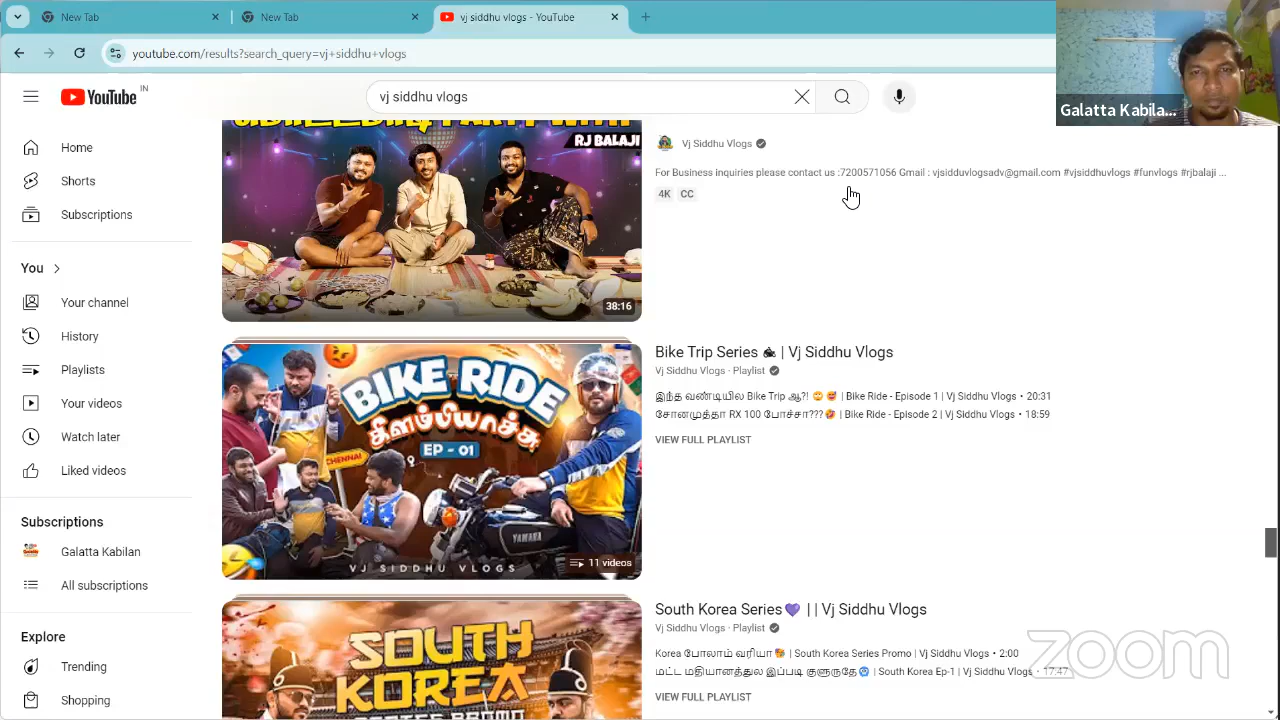 New Tab
New Tab
vj siddhu vlogs - YouTube
youtube.com/results?search_query=vj+siddhu+vlogs
YouTube IN
vj siddhu vlogs
Galatta Kabila...
Home
Shorts
Subscriptions
You
Your channel
History
Playlists
Your videos
Watch later
Liked videos
Subscriptions
Galatta Kabilan
All subscriptions
Explore
Trending
Shopping
RJ BALAJI
38:16
Vj Siddhu Vlogs
For Business inquiries please contact us :7200571056 Gmail : vjsidduvlogsadv@gmail.com #vjsiddhuvlogs #funvlogs #rjbalaji ...
4K CC
BIKE RIDE
கிளம்பியாச்சு
EP - 01
CHENNAI
YAMAHA
VJ SIDDHU VLOGS
11 videos
Bike Trip Series 🏍 | Vj Siddhu Vlogs
Vj Siddhu Vlogs · Playlist
இந்த வண்டியில Bike Trip ஆ?! 🙄 🥵 | Bike Ride - Episode 1 | Vj Siddhu Vlogs · 20:31
சோனமுத்தா RX 100 போச்சா???🤣 | Bike Ride - Episode 2 | Vj Siddhu Vlogs · 18:59
VIEW FULL PLAYLIST
SOUTH
KOREA
SERIES PROMO
South Korea Series💜 | | Vj Siddhu Vlogs
Vj Siddhu Vlogs · Playlist
Korea போலாம் வரியா | South Korea Series Promo | Vj Siddhu Vlogs · 2:00
மட்ட மதியானத்துல இப்படி குளுருதே🥶 | South Korea Ep-1 | Vj Siddhu Vlogs · 17:47
VIEW FULL PLAYLIST
zoom